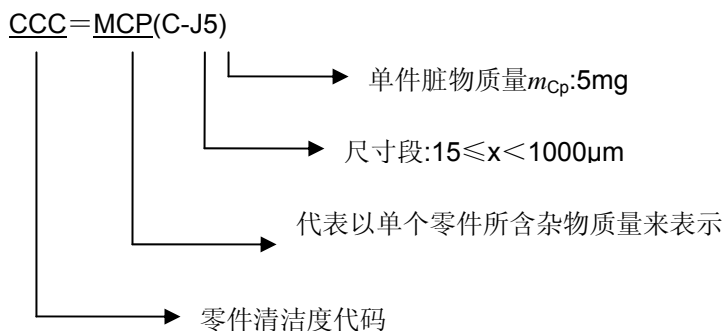 CCC＝MCP(C-J5)
单件脏物质量mCp:5mg
尺寸段:15≤x＜1000μm
代表以单个零件所含杂物质量来表示
零件清洁度代码